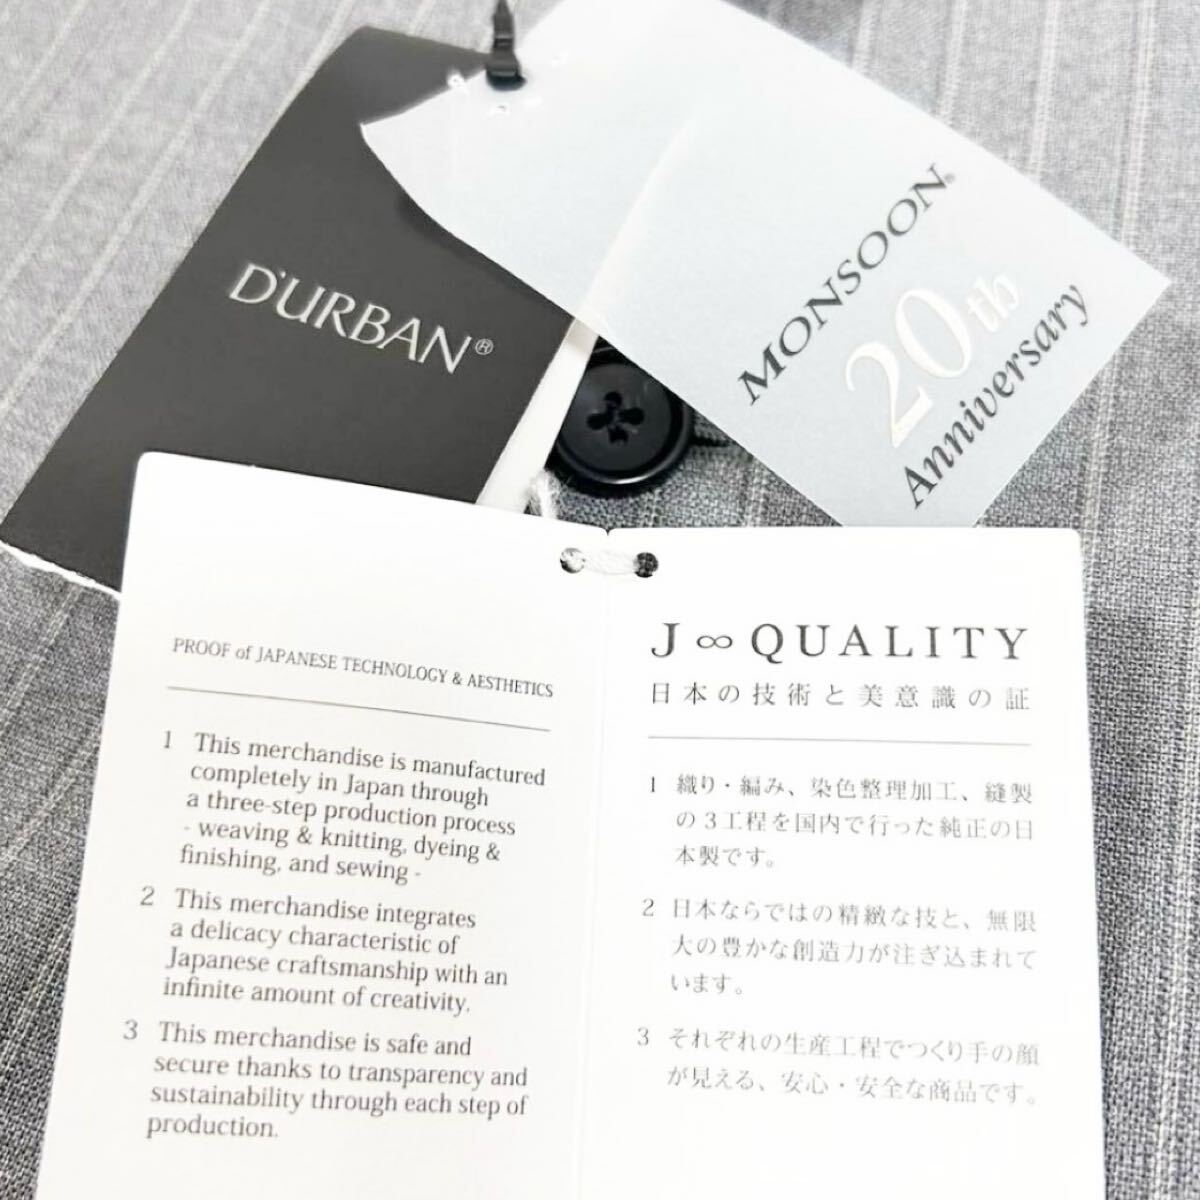 D'URBAN®
MONSOON®
20th
Anniversary
PROOF of JAPANESE TECHNOLOGY & AESTHETICS
1 This merchandise is manufactured
completely in Japan through
a three-step production process
- weaving & knitting, dyeing &
finishing, and sewing -
2 This merchandise integrates
a delicacy characteristic of
Japanese craftsmanship with an
infinite amount of creativity.
3 This merchandise is safe and
secure thanks to transparency and
sustainability through each step of
production.
J∞QUALITY
日本の技術と美意識の証
1 織り・編み、染色整理加工、縫製
の3工程を国内で行った純正の日
本製です。
2 日本ならではの精緻な技と、無限
大の豊かな創造力が注ぎ込まれて
います。
3 それぞれの生産工程でつくり手の顔
が見える、安心・安全な商品です。